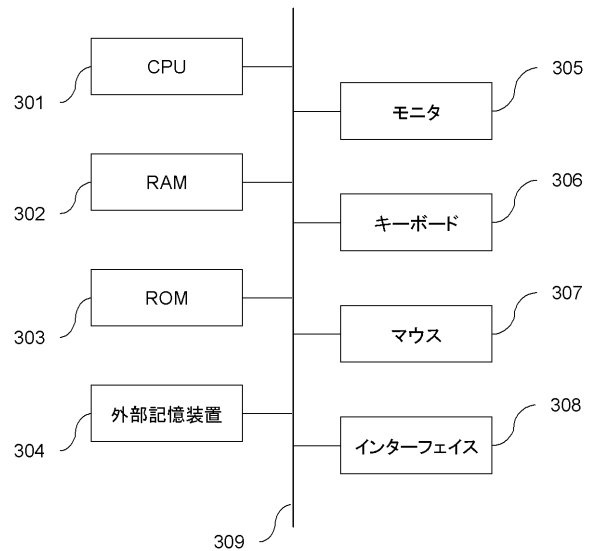 CPU
301
RAM
302
ROM
303
外部記憶装置
304
305
モニタ
306
キーボード
307
マウス
308
インターフェイス
309